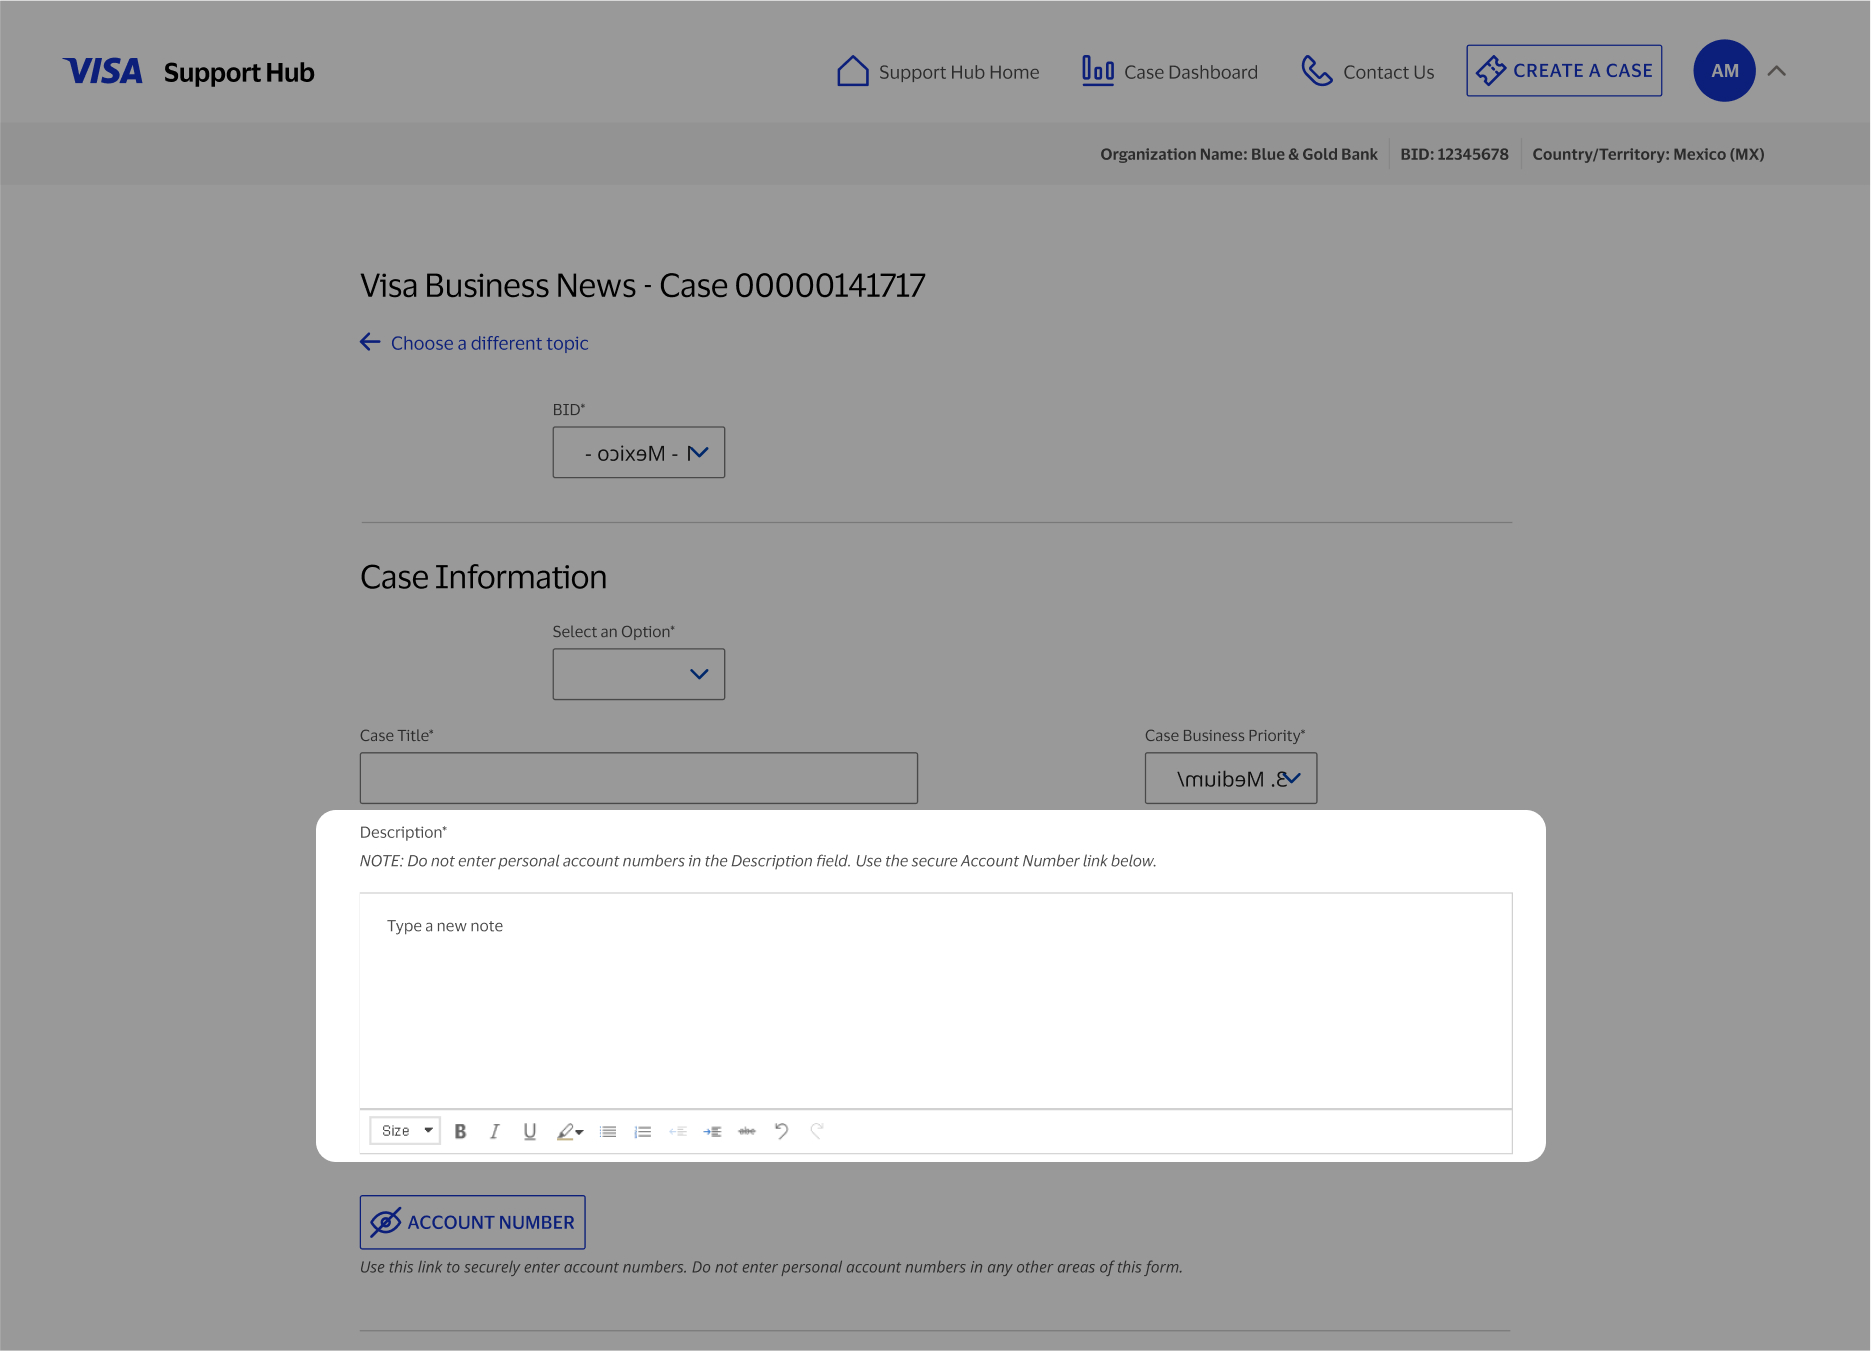 VISA Support Hub
Support Hub Home
Case Dashboard
Contact Us
CREATE A CASE
AM
Organization Name: Blue & Gold Bank
BID: 12345678
Country/Territory: Mexico (MX)
Visa Business News - Case 00000141717
Choose a different topic
BID*
- Mexico -
Case Information
Select an Option*
Case Title*
Case Business Priority*
3. Medium/
Description*
NOTE: Do not enter personal account numbers in the Description field. Use the secure Account Number link below.
Type a new note
Size
B I U
abc
ACCOUNT NUMBER
Use this link to securely enter account numbers. Do not enter personal account numbers in any other areas of this form.